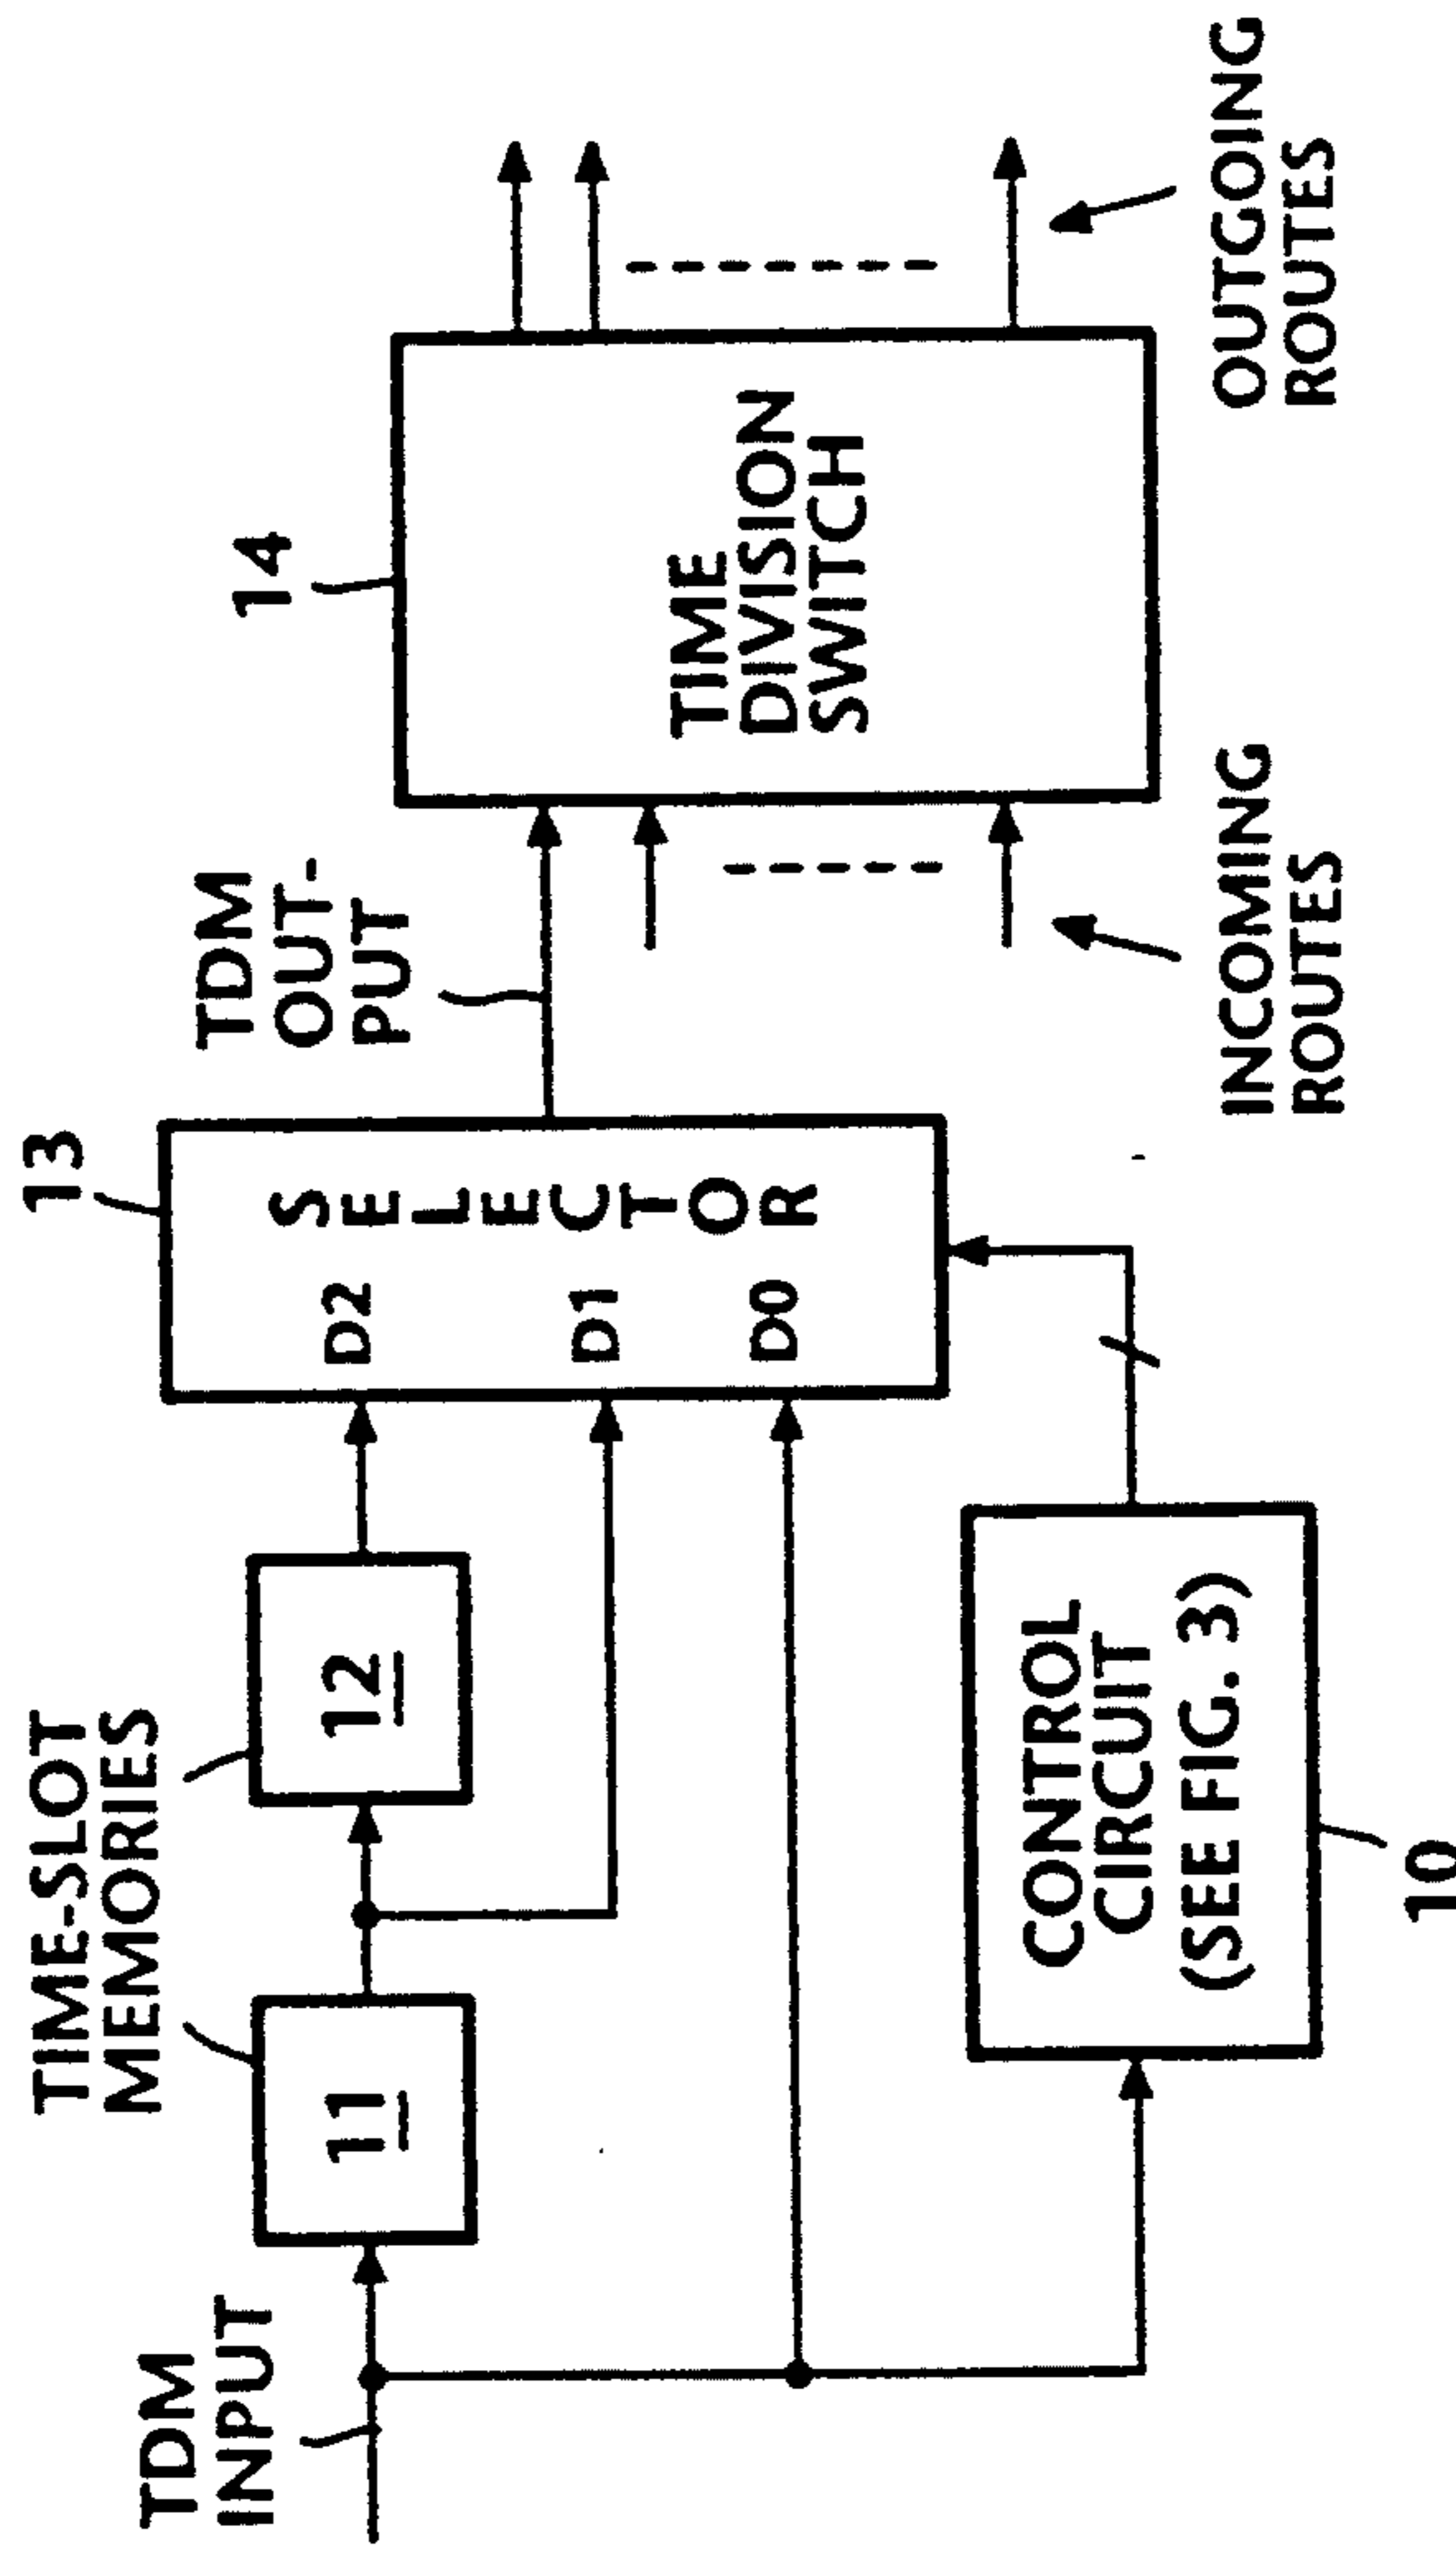 TDM
INPUT
TIME-SLOT
MEMORIES
11
12
13
D2
D1
D0
SELECTOR
TDM
OUT-
PUT
14
TIME
DIVISION
SWITCH
CONTROL
CIRCUIT
(SEE FIG. 3)
10
INCOMING
ROUTES
OUTGOING
ROUTES